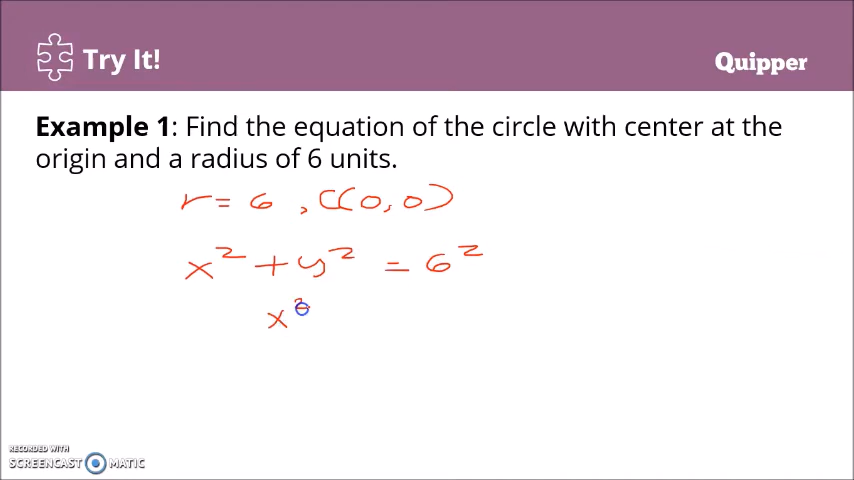 Try It!
Quipper
Example 1: Find the equation of the circle with center at the
origin and a radius of 6 units.
r = 6 , C(0, 0)
x² + y² = 6²
x²
RECORDED WITH
SCREENCAST MATIC